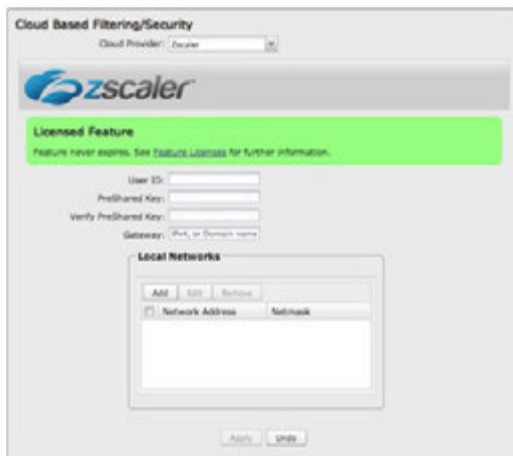 Cloud Based Filtering/Security
Cloud Provider: Zscaler
zscaler
Licensed Feature
Feature never expires. See Feature Licenses for further information.
User ID:
PreShared Key:
Verify PreShared Key:
Gateway: IPv4, or Domain name
Local Networks
Add Edit Remove
Network Address Netmask
Apply Undo